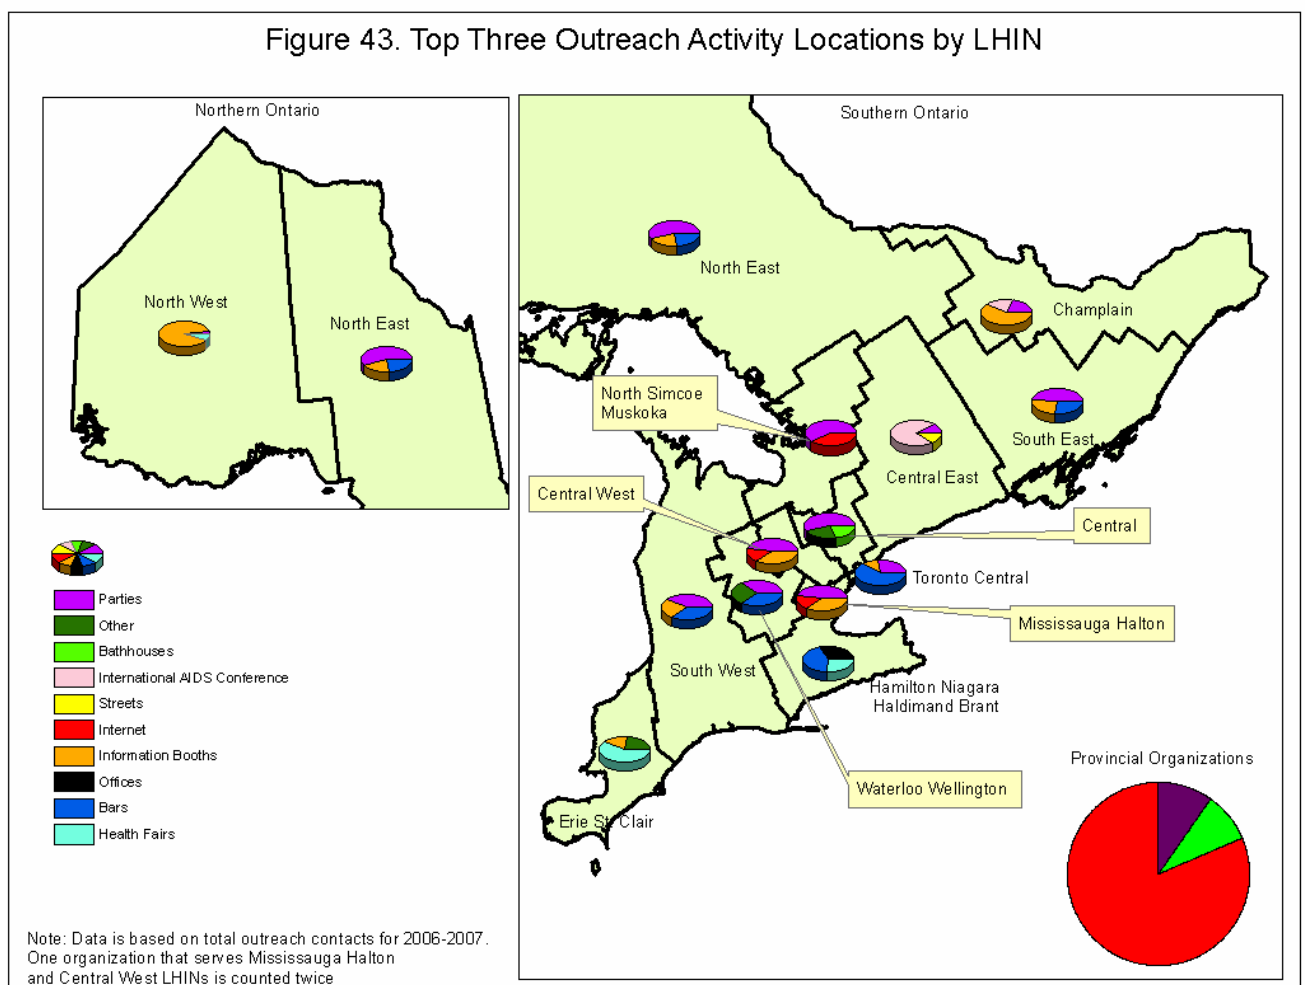 Figure 43. Top Three Outreach Activity Locations by LHIN
Northern Ontario
North West
North East
Southern Ontario
North East
Champlain
North Simcoe
Muskoka
South East
Central East
Central West
Central
Toronto Central
Mississauga Halton
South West
Hamilton Niagara
Haldimand Brant
Waterloo Wellington
Erie St. Clair
Provincial Organizations
Parties
Other
Bathhouses
International AIDS Conference
Streets
Internet
Information Booths
Offices
Bars
Health Fairs
Note: Data is based on total outreach contacts for 2006-2007.
One organization that serves Mississauga Halton
and Central West LHINs is counted twice